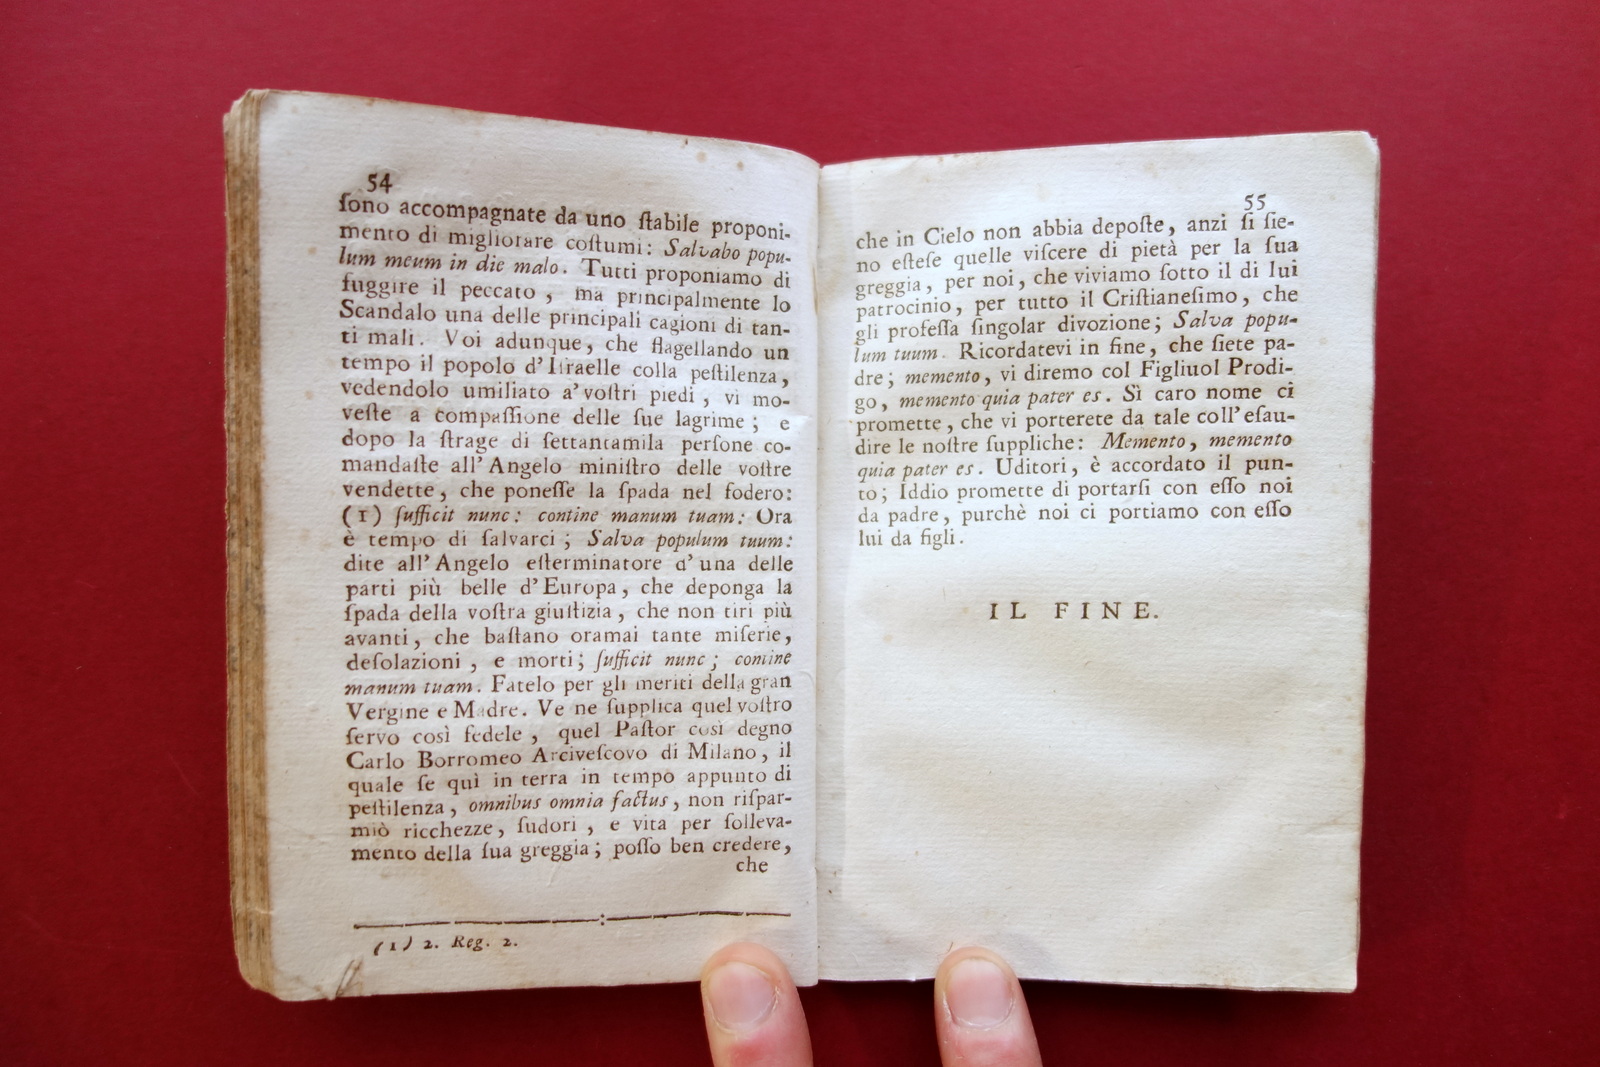 54
ſono accompagnate da uno ſtabile proponi-
mento di migliorare coſtumi: Salvabo popu-
lum meum in die malo. Tutti proponiamo di
fuggire il peccato, ma principalmente lo
Scandalo una delle principali cagioni di tan-
ti mali. Voi adunque, che flagellando un
tempo il popolo d'Iſraelle colla peſtilenza,
vedendolo umiliato a' voſtri piedi, vi mo-
veſte a compaſſione delle ſue lagrime; e
dopo la ſtrage di ſettantamila perſone co-
mandaſte all'Angelo miniſtro delle voſtre
vendette, che poneſſe la ſpada nel fodero:
(1) ſufficit nunc: contine manum tuam: Ora
è tempo di ſalvarci; Salva populum tuum:
dite all'Angelo eſterminatore d'una delle
parti più belle d'Europa, che deponga la
ſpada della voſtra giuſtizia, che non tiri più
avanti, che baſtano oramai tante miſerie,
deſolazioni, e morti; ſufficit nunc; contine
manum tuam. Fatelo per gli meriti della gran
Vergine e Madre. Ve ne ſupplica quel voſtro
ſervo così fedele, quel Paſtor così degno
Carlo Borromeo Arciveſcovo di Milano, il
quale ſe quì in terra in tempo appunto di
peſtilenza, omnibus omnia factus, non riſpar-
miò ricchezze, ſudori, e vita per ſolleva-
mento della ſua greggia; poſſo ben credere,
che
(1) 2. Reg. 2.
55
che in Cielo non abbia depoſte, anzi ſi ſie-
no eſteſe quelle viſcere di pietà per la ſua
greggia, per noi, che viviamo ſotto il di lui
patrocinio, per tutto il Criſtianeſimo, che
gli profeſſa ſingolar divozione; Salva popu-
lum tuum. Ricordatevi in fine, che ſiete pa-
dre; memento, vi diremo col Figliuol Prodi-
go, memento quia pater es. Sì caro nome ci
promette, che vi porterete da tale coll'eſau-
dire le noſtre ſuppliche: Memento, memento
quia pater es. Uditori, è accordato il pun-
to; Iddio promette di portarſi con eſſo noi
da padre, purchè noi ci portiamo con eſſo
lui da figli.
IL FINE.